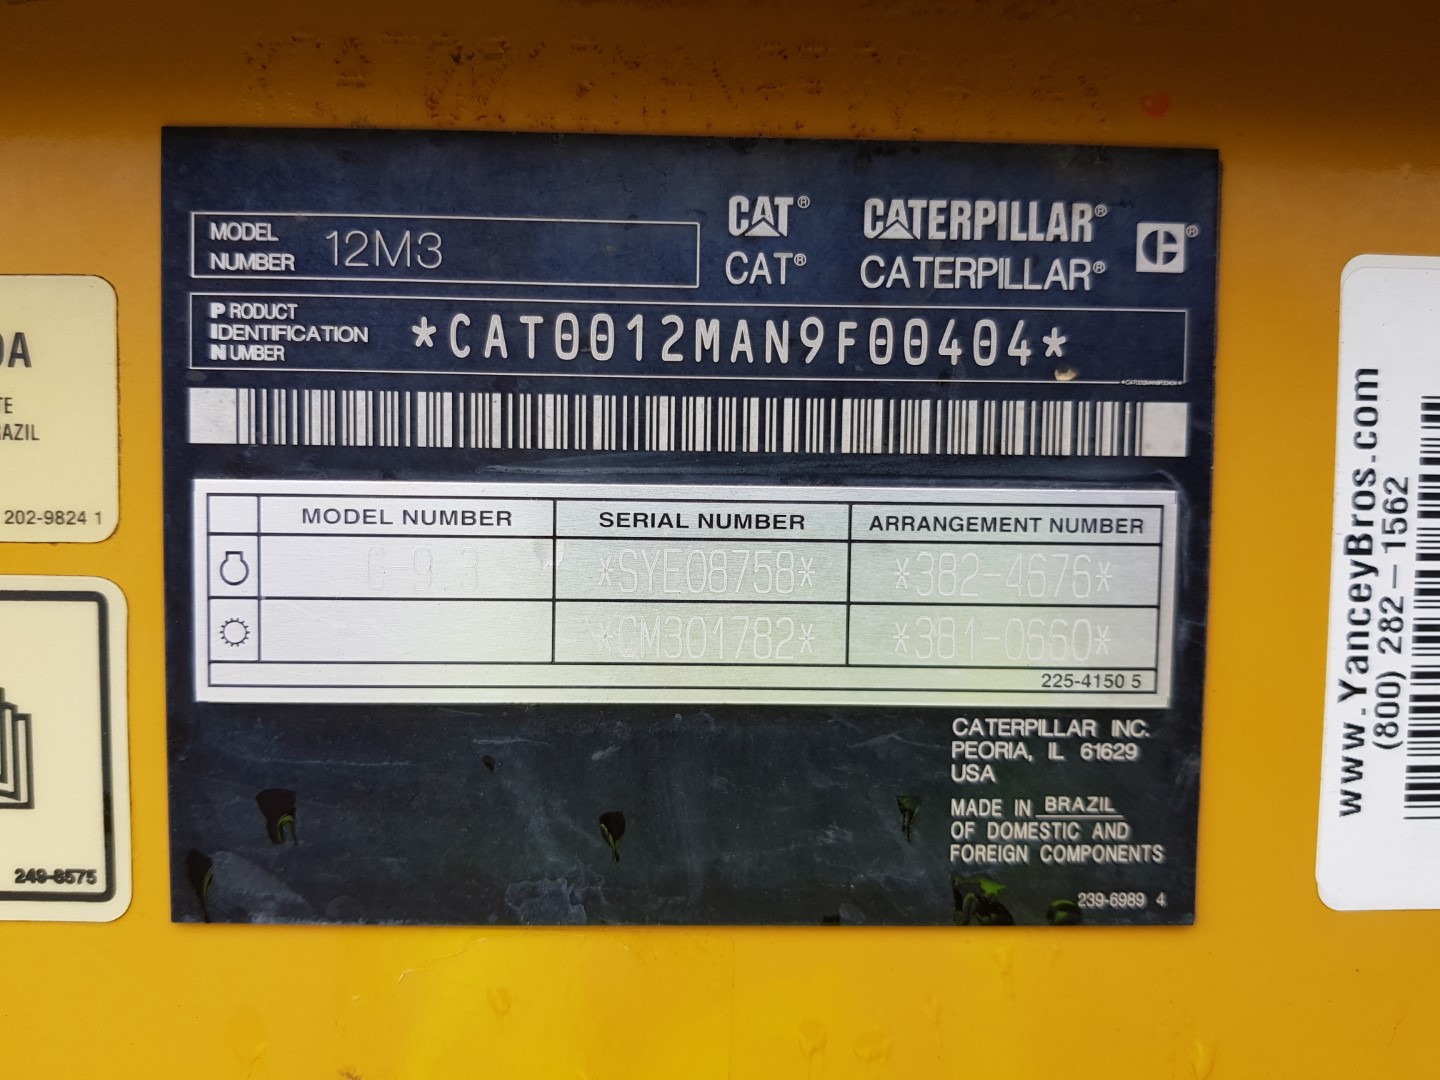 MODEL NUMBER 12M3
CAT® CATERPILLAR®
CAT® CATERPILLAR®
PRODUCT IDENTIFICATION NUMBER *CAT0012MAN9F00404*
MODEL NUMBER SERIAL NUMBER ARRANGEMENT NUMBER
C-9.3 *SYE08758* *382-4676*
*CM301782* *381-0660*
225-4150 5
CATERPILLAR INC.
PEORIA, IL 61629
USA
MADE IN BRAZIL
OF DOMESTIC AND
FOREIGN COMPONENTS
239-6989 4
DA
TE
AZIL
202-9824 1
249-8575
www.YanceyBros.com
(800) 282-1562